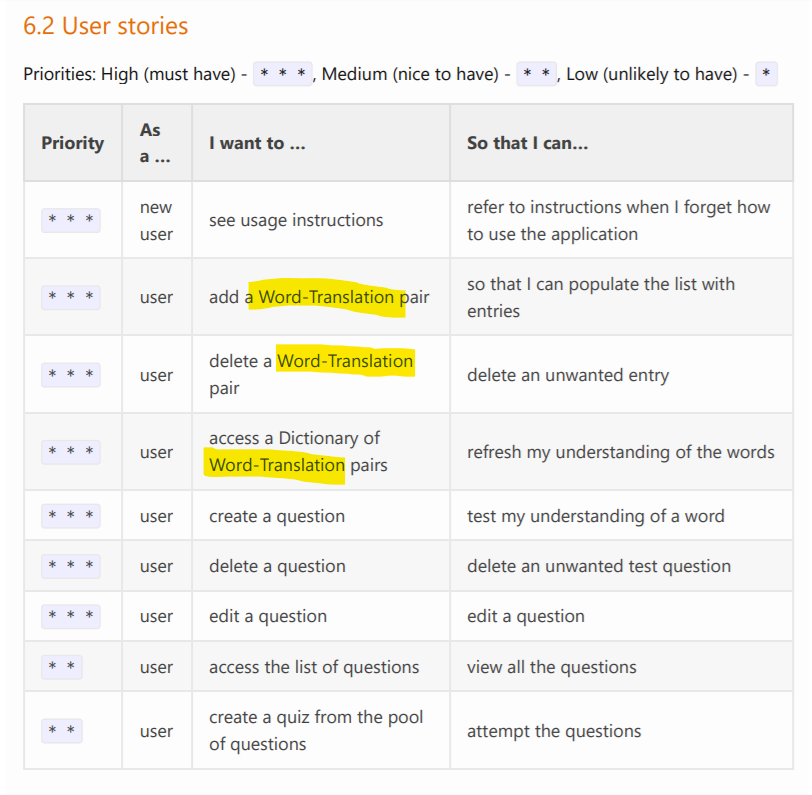 6.2 User stories
Priorities: High (must have) - * * *, Medium (nice to have) - * *, Low (unlikely to have) - *
Priority
As
a ...
I want to ...
So that I can...
* * *
new
user
see usage instructions
refer to instructions when I forget how
to use the application
* * *
user
add a Word-Translation pair
so that I can populate the list with
entries
* * *
user
delete a Word-Translation
pair
delete an unwanted entry
* * *
user
access a Dictionary of
Word-Translation pairs
refresh my understanding of the words
* * *
user
create a question
test my understanding of a word
* * *
user
delete a question
delete an unwanted test question
* * *
user
edit a question
edit a question
* *
user
access the list of questions
view all the questions
* *
user
create a quiz from the pool
of questions
attempt the questions